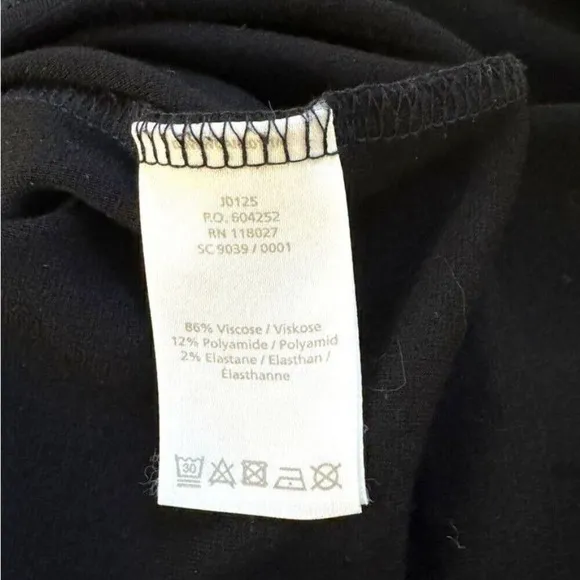 J0125
P.O. 604252
RN 118027
SC 9039 / 0001
86% Viscose / Viskose
12% Polyamide / Polyamid
2% Elastane / Elasthan /
Élasthanne
30